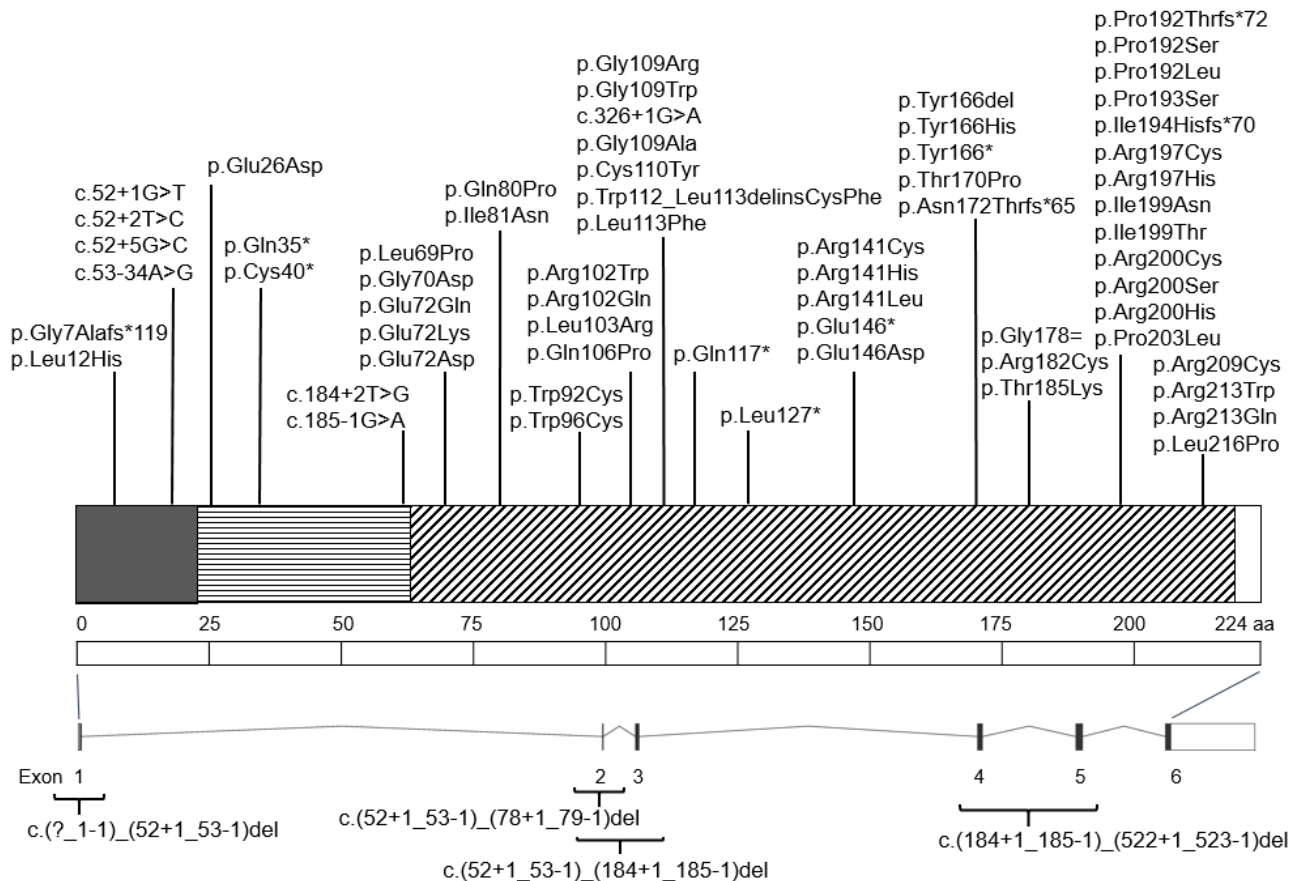 c.52+1G>T
c.52+2T>C
c.52+5G>C
c.53-34A>G
p.Gly7Alafs*119
p.Leu12His
p.Glu26Asp
p.Gln35*
p.Cys40*
c.184+2T>G
c.185-1G>A
p.Leu69Pro
p.Gly70Asp
p.Glu72Gln
p.Glu72Lys
p.Glu72Asp
p.Gln80Pro
p.Ile81Asn
p.Trp92Cys
p.Trp96Cys
p.Arg102Trp
p.Arg102Gln
p.Leu103Arg
p.Gln106Pro
p.Gly109Arg
p.Gly109Trp
c.326+1G>A
p.Gly109Ala
p.Cys110Tyr
p.Trp112_Leu113delinsCysPhe
p.Leu113Phe
p.Gln117*
p.Leu127*
p.Arg141Cys
p.Arg141His
p.Arg141Leu
p.Glu146*
p.Glu146Asp
p.Tyr166del
p.Tyr166His
p.Tyr166*
p.Thr170Pro
p.Asn172Thrfs*65
p.Gly178=
p.Arg182Cys
p.Thr185Lys
p.Pro192Thrfs*72
p.Pro192Ser
p.Pro192Leu
p.Pro193Ser
p.Ile194Hisfs*70
p.Arg197Cys
p.Arg197His
p.Ile199Asn
p.Ile199Thr
p.Arg200Cys
p.Arg200Ser
p.Arg200His
p.Pro203Leu
p.Arg209Cys
p.Arg213Trp
p.Arg213Gln
p.Leu216Pro
0 25 50 75 100 125 150 175 200 224 aa
Exon 1 2 3 4 5 6
c.(?_1-1)_(52+1_53-1)del
c.(52+1_53-1)_(78+1_79-1)del
c.(52+1_53-1)_(184+1_185-1)del
c.(184+1_185-1)_(522+1_523-1)del